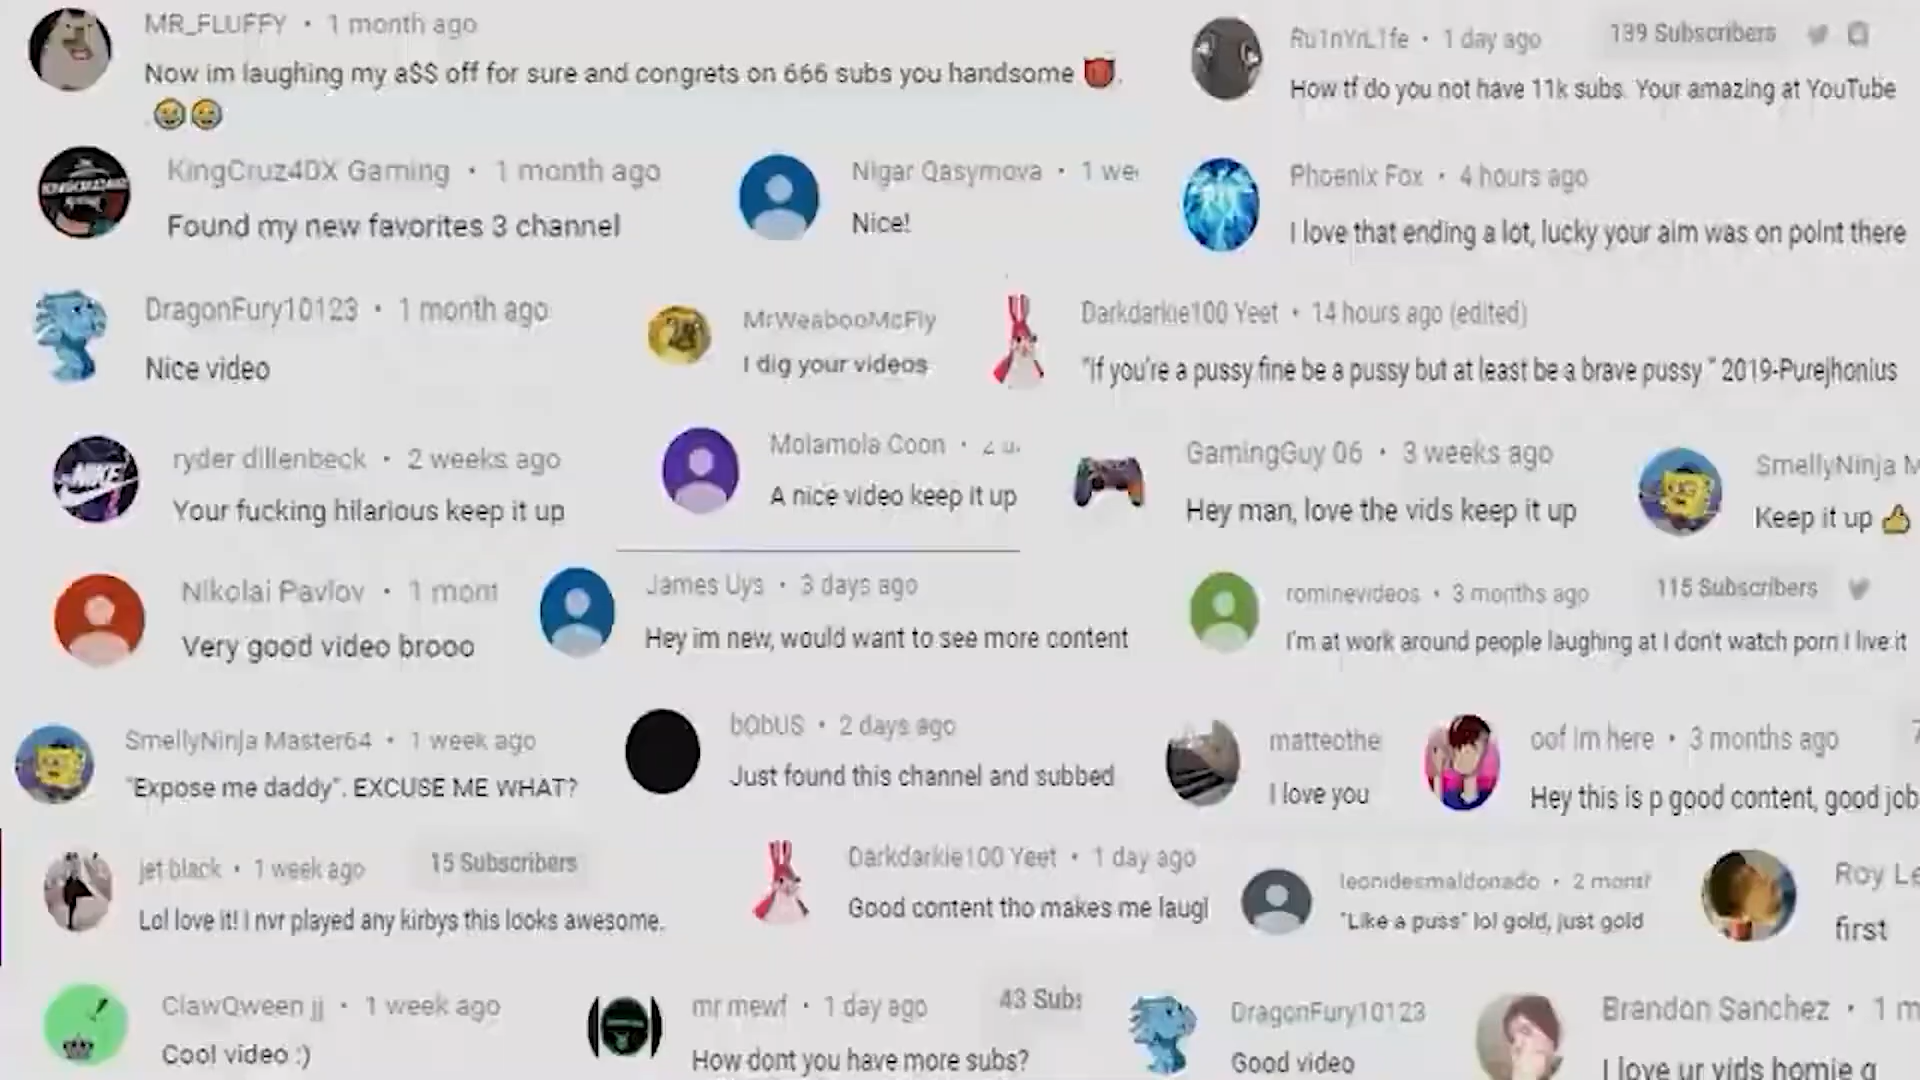 MR_FLUFFY • 1 month ago
Now im laughing my a$$ off for sure and congrets on 666 subs you handsome 👹.
.😂😂
Ru1nYrL1fe • 1 day ago
139 Subscribers
How tf do you not have 11k subs. Your amazing at YouTube
KingCruz4DX Gaming • 1 month ago
Found my new favorites 3 channel
Nigar Qasymova •
Nice!
Phoenix Fox • 4 hours ago
I love that ending a lot, lucky your aim was on point there
DragonFury10123 • 1 month ago
Nice video
MrWeabooMcFly
I dig your videos
Darkdarkie100 Yeet • 14 hours ago (edited)
"if you're a pussy fine be a pussy but at least be a brave pussy " 2019-Purejhonius
ryder dillenbeck • 2 weeks ago
Your fucking hilarious keep it up
Molamola Coon •
A nice video keep it up
GamingGuy 06 • 3 weeks ago
Hey man, love the vids keep it up
SmellyNinja M
Keep it up 👍
Nikolai Pavlov • 1 mont
Very good video brooo
James Uys • 3 days ago
Hey im new, would want to see more content
rominevideos • 3 months ago
115 Subscribers
I'm at work around people laughing at I don't watch porn I live it
SmellyNinja Master64 • 1 week ago
"Expose me daddy". EXCUSE ME WHAT?
b0bUS • 2 days ago
Just found this channel and subbed
matteothe
I love you
oof im here • 3 months ago
Hey this is p good content, good job
jet black • 1 week ago
15 Subscribers
Lol love it! I nvr played any kirbys this looks awesome.
Darkdarkie100 Yeet • 1 day ago
Good content tho makes me laugl
leonidesmaldonado • 2 mont
"Like a puss" lol gold, just gold
Roy Le
first
ClawQween jj • 1 week ago
Cool video :)
mr mewf • 1 day ago
43 Subs
How dont you have more subs?
DragonFury10123
Good video
Brandon Sanchez • 1 m
I love ur vids homie g